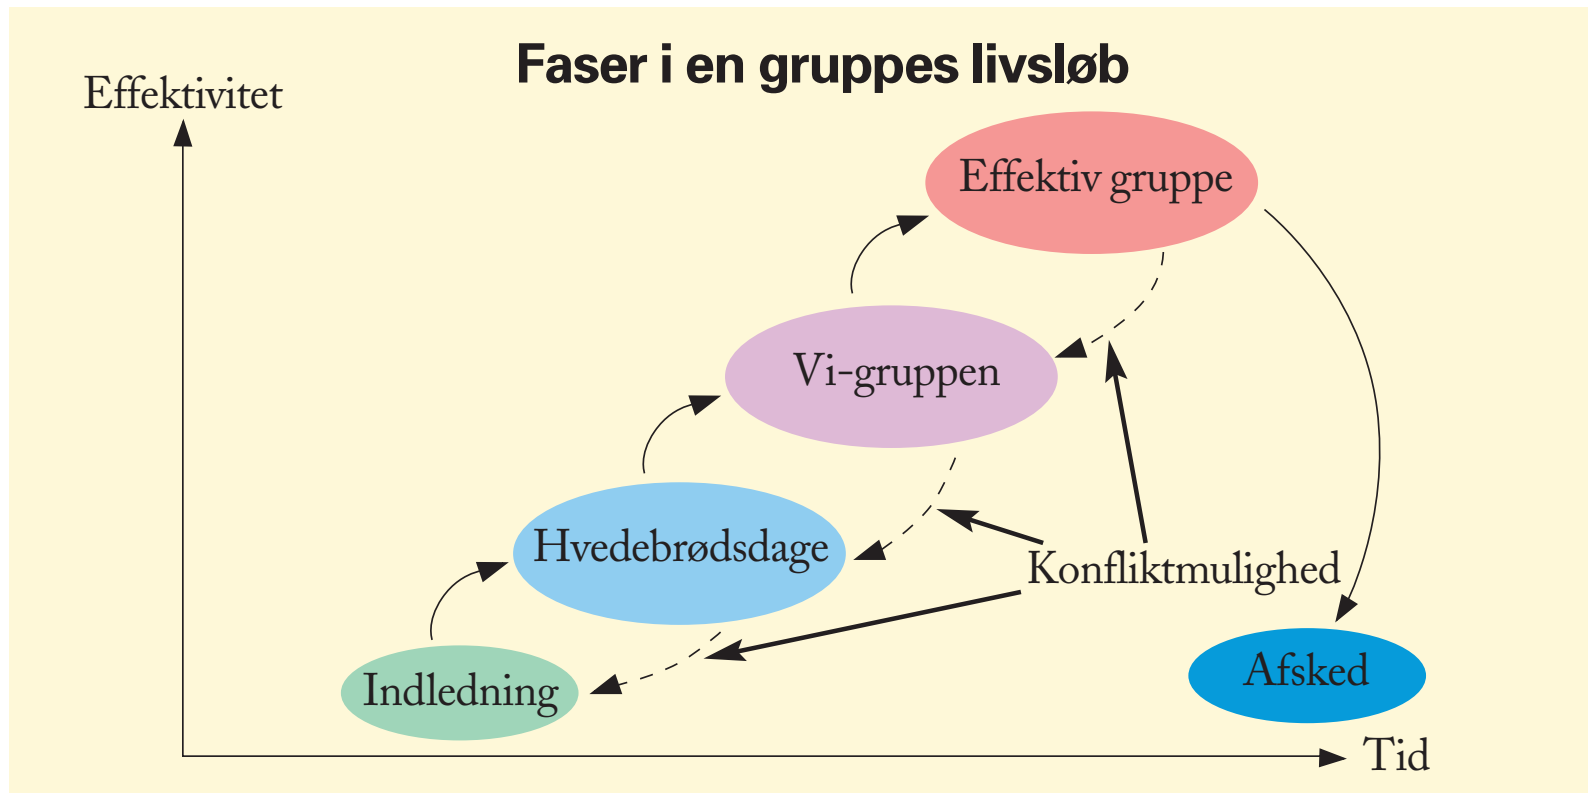 Faser i en gruppes livsløb
Effektivitet
Effektiv gruppe
Vi-gruppen
Hvedebrødsdage
Konfliktmulighed
Indledning
Afsked
Tid